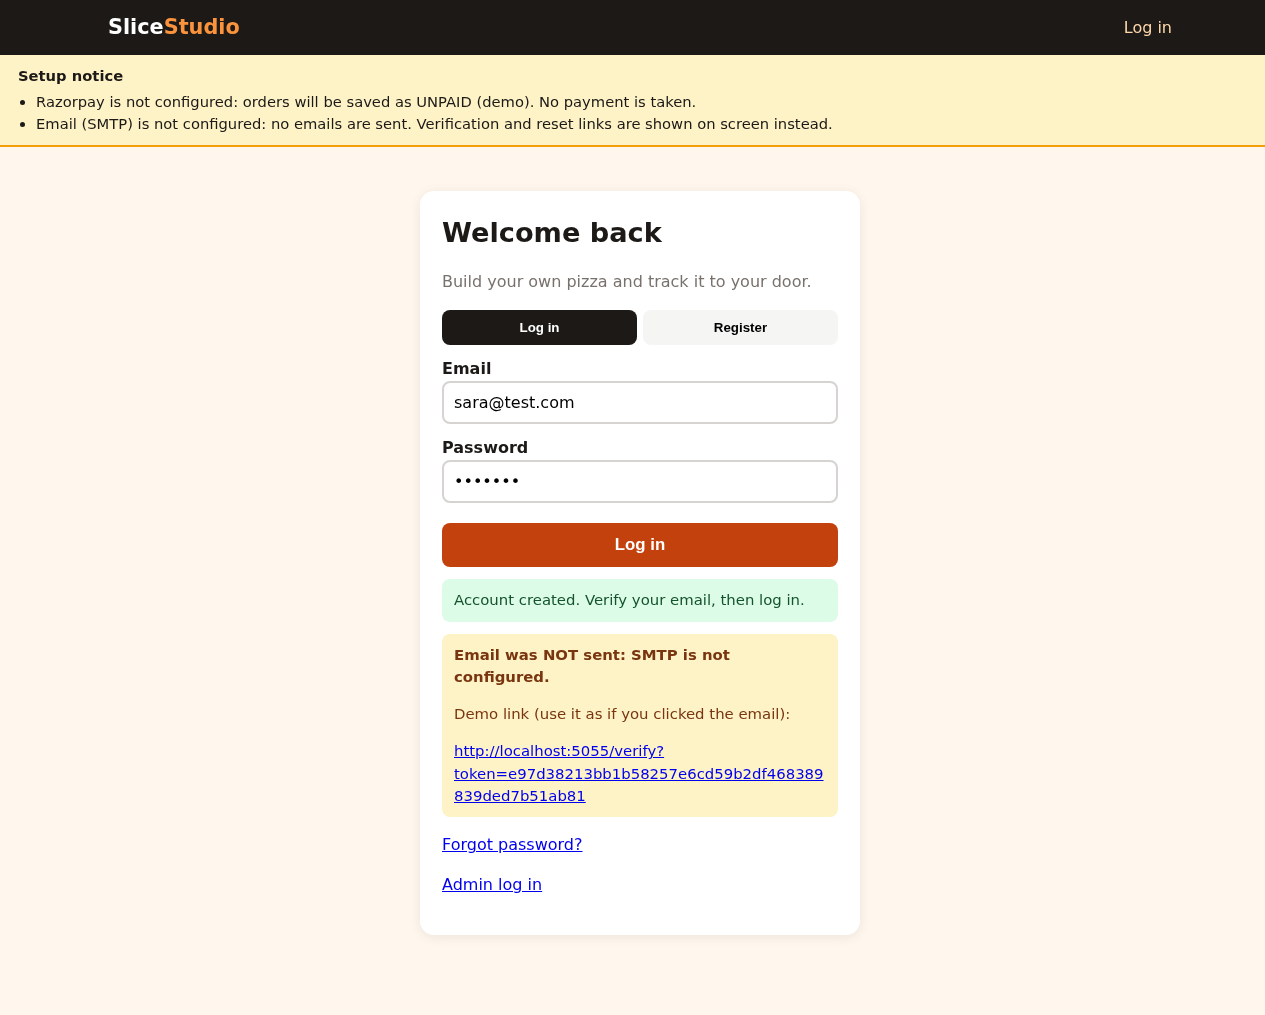 SliceStudio
Log in
Setup notice
• Razorpay is not configured: orders will be saved as UNPAID (demo). No payment is taken.
• Email (SMTP) is not configured: no emails are sent. Verification and reset links are shown on screen instead.
Welcome back
Build your own pizza and track it to your door.
Log in
Register
Email
sara@test.com
Password
•••••••
Log in
Account created. Verify your email, then log in.
Email was NOT sent: SMTP is not
configured.
Demo link (use it as if you clicked the email):
http://localhost:5055/verify?
token=e97d38213bb1b58257e6cd59b2df468389
839ded7b51ab81
Forgot password?
Admin log in